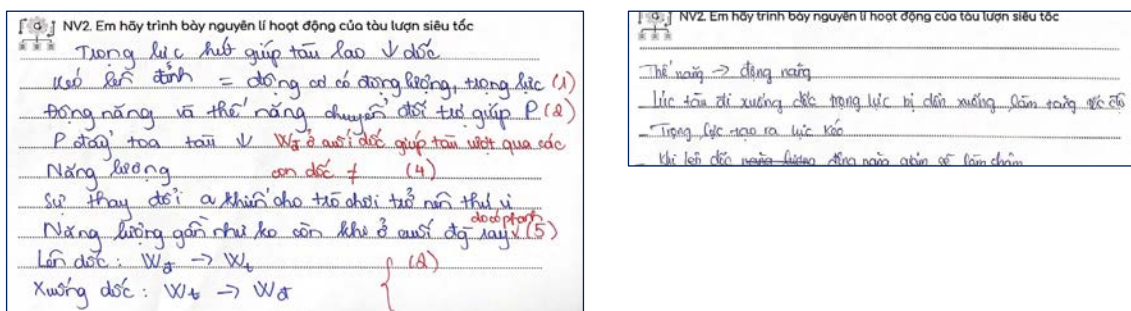 NV2. Em hãy trình bày nguyên lí hoạt động của tàu lượn siêu tốc
Trọng lực hút giúp tàu lao ↓ dốc
Kéo lên đỉnh = động cơ có động lượng, trọng lực (1)
Động năng và thế năng chuyển đổi trợ giúp P (2)
P đẩy toa tàu ↓ Wđ ở cuối dốc giúp tàu vượt qua các
Năng lượng con dốc ≠ (4)
Sự thay đổi a khiến cho trò chơi trở nên thú vị
do có phanh
Năng lượng gần như ko còn khi ở cuối đg ray (5)
Lên dốc: Wđ → Wt (2)
Xuống dốc: Wt → Wđ
NV2. Em hãy trình bày nguyên lí hoạt động của tàu lượn siêu tốc
Thế năng → động năng
lúc tàu đi xuống dốc trọng lực bị dồn xuống làm tăng tốc độ
Trọng lực tạo ra lực kéo
Khi lên dốc năng lượng động năng giảm sẽ làm chậm